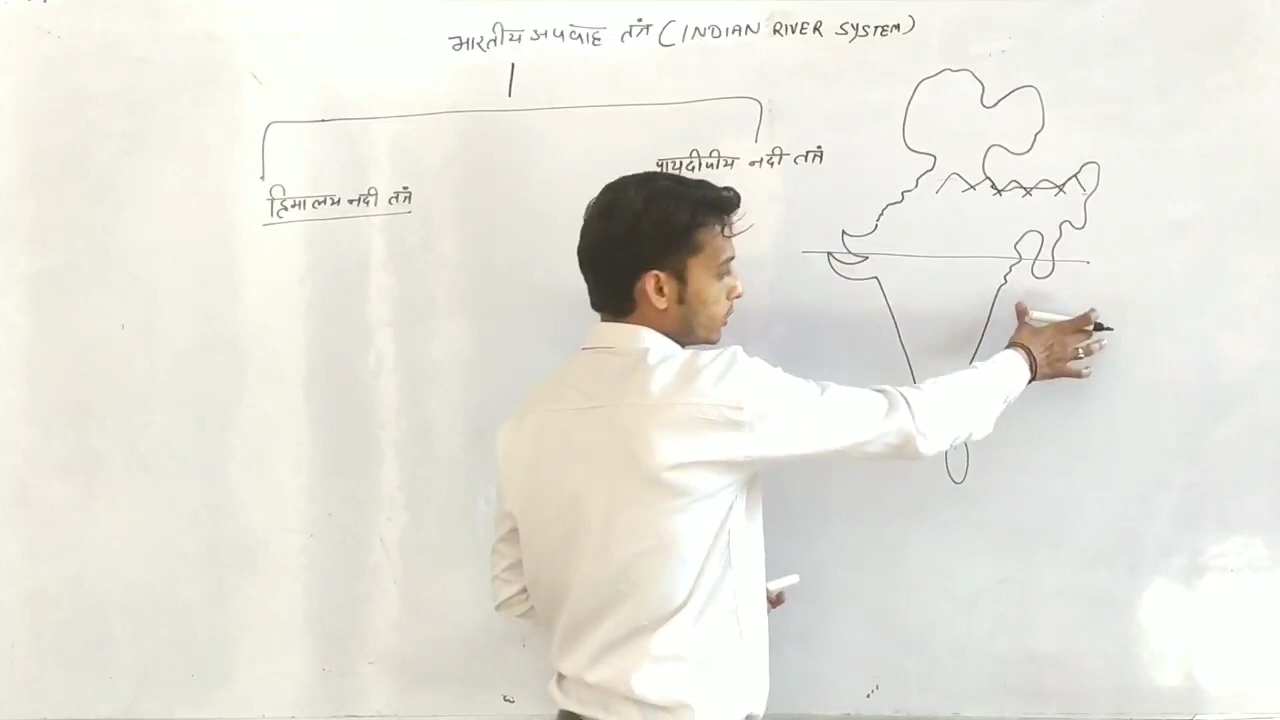 भारतीय अपवाह तंत्र (INDIAN RIVER SYSTEM)
हिमालय नदी तंत्र
प्रायद्वीपीय नदी तंत्र